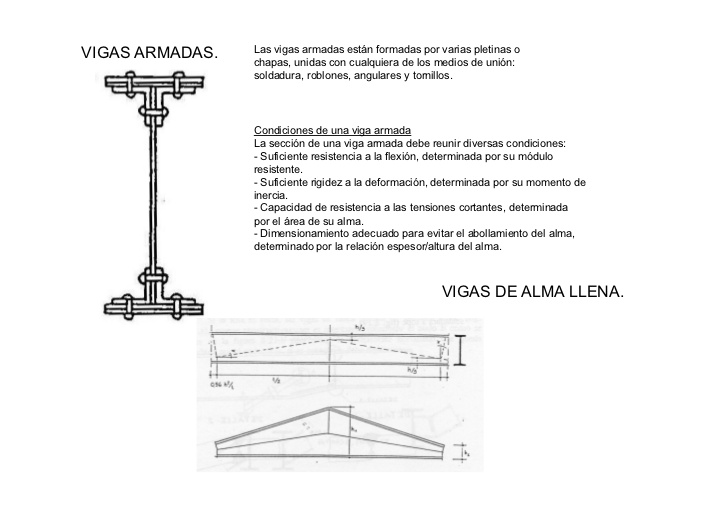 VIGAS ARMADAS.
Las vigas armadas están formadas por varias pletinas o
chapas, unidas con cualquiera de los medios de unión:
soldadura, roblones, angulares y tornillos.
Condiciones de una viga armada
La sección de una viga armada debe reunir diversas condiciones:
- Suficiente resistencia a la flexión, determinada por su módulo
resistente.
- Suficiente rigidez a la deformación, determinada por su momento de
inercia.
- Capacidad de resistencia a las tensiones cortantes, determinada
por el área de su alma.
- Dimensionamiento adecuado para evitar el abollamiento del alma,
determinado por la relación espesor/altura del alma.
VIGAS DE ALMA LLENA.
h/3
h/3